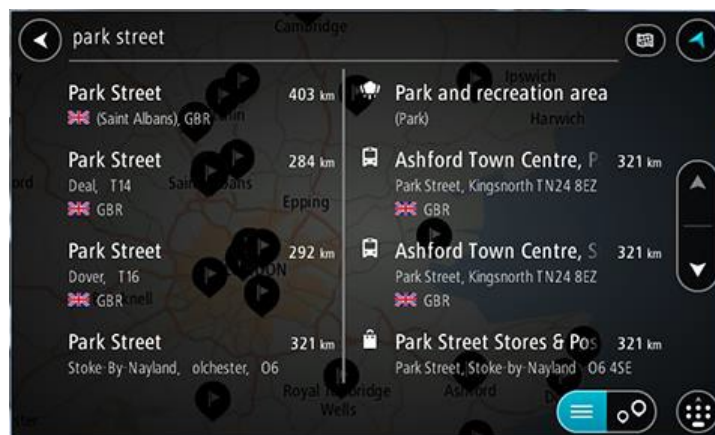 park street
Park Street 403 km
(Saint Albans), GBR
Park Street 284 km
Deal, T14
GBR
Park Street 292 km
Dover, T16
GBR
Park Street 321 km
Stoke-By-Nayland, olchester, O6
Park and recreation area
(Park)
Ashford Town Centre, P 321 km
Park Street, Kingsnorth TN24 8EZ
GBR
Ashford Town Centre, S 321 km
Park Street, Kingsnorth TN24 8EZ
GBR
Park Street Stores & Pos 321 km
Park Street, Stoke-by-Nayland O6 4SE
Cambridge
Ipswich
Harwich
Epping
Ashford
Wells